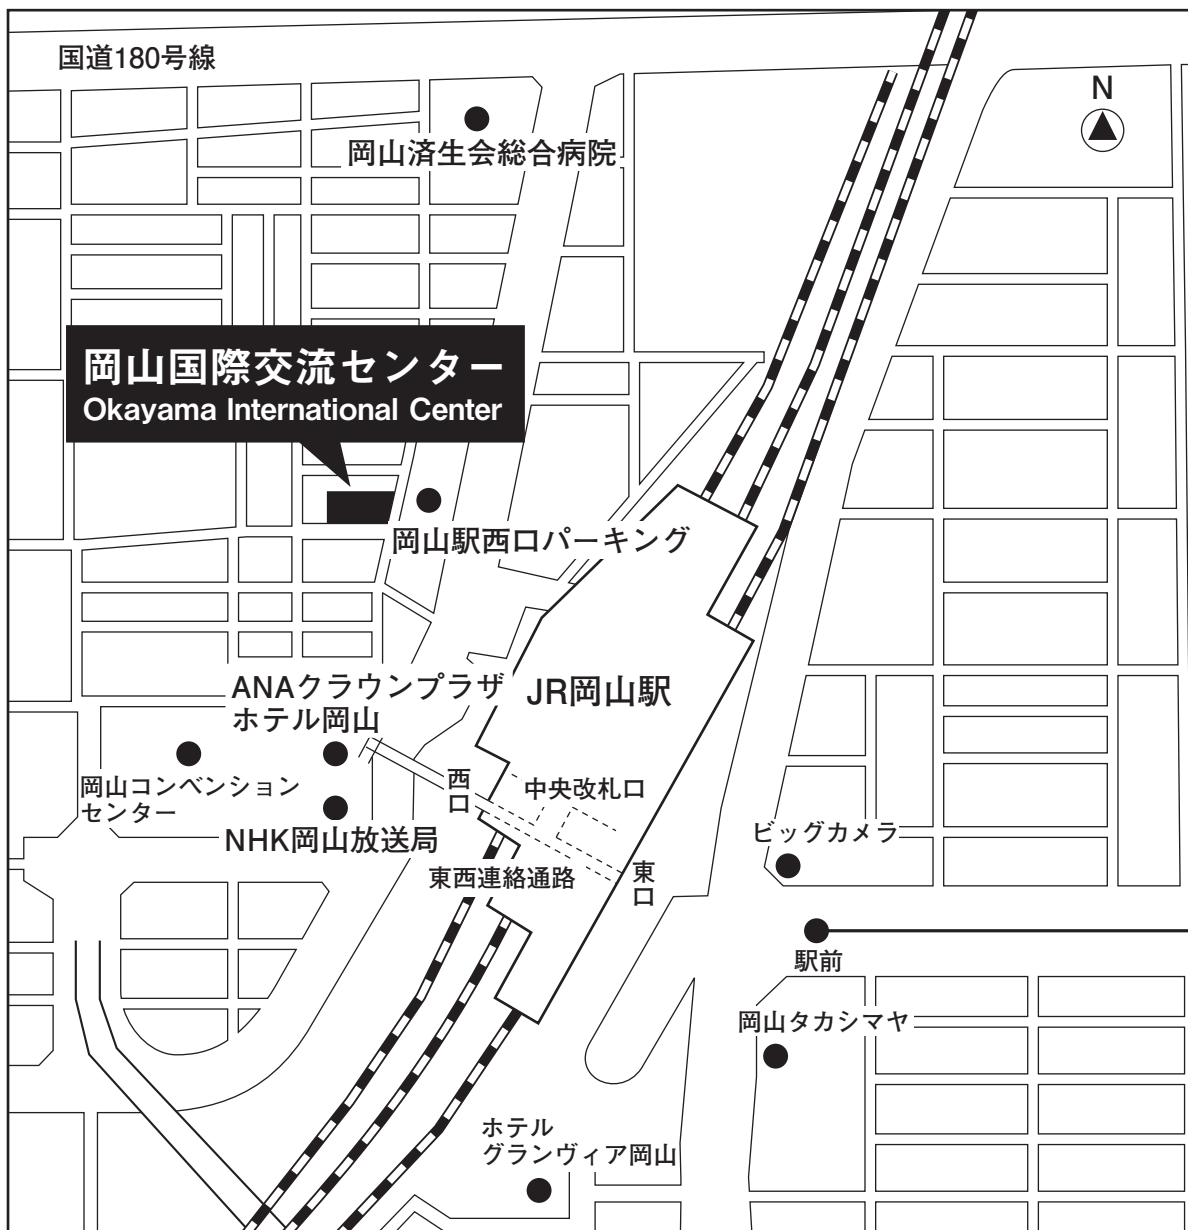 国道180号線
N
岡山済生会総合病院
岡山国際交流センター
Okayama International Center
岡山駅西口パーキング
ANAクラウンプラザ
ホテル岡山
JR岡山駅
岡山コンベンション
センター
西口
中央改札口
NHK岡山放送局
ビッグカメラ
東西連絡通路
東口
駅前
岡山タカシマヤ
ホテル
グランヴィア岡山